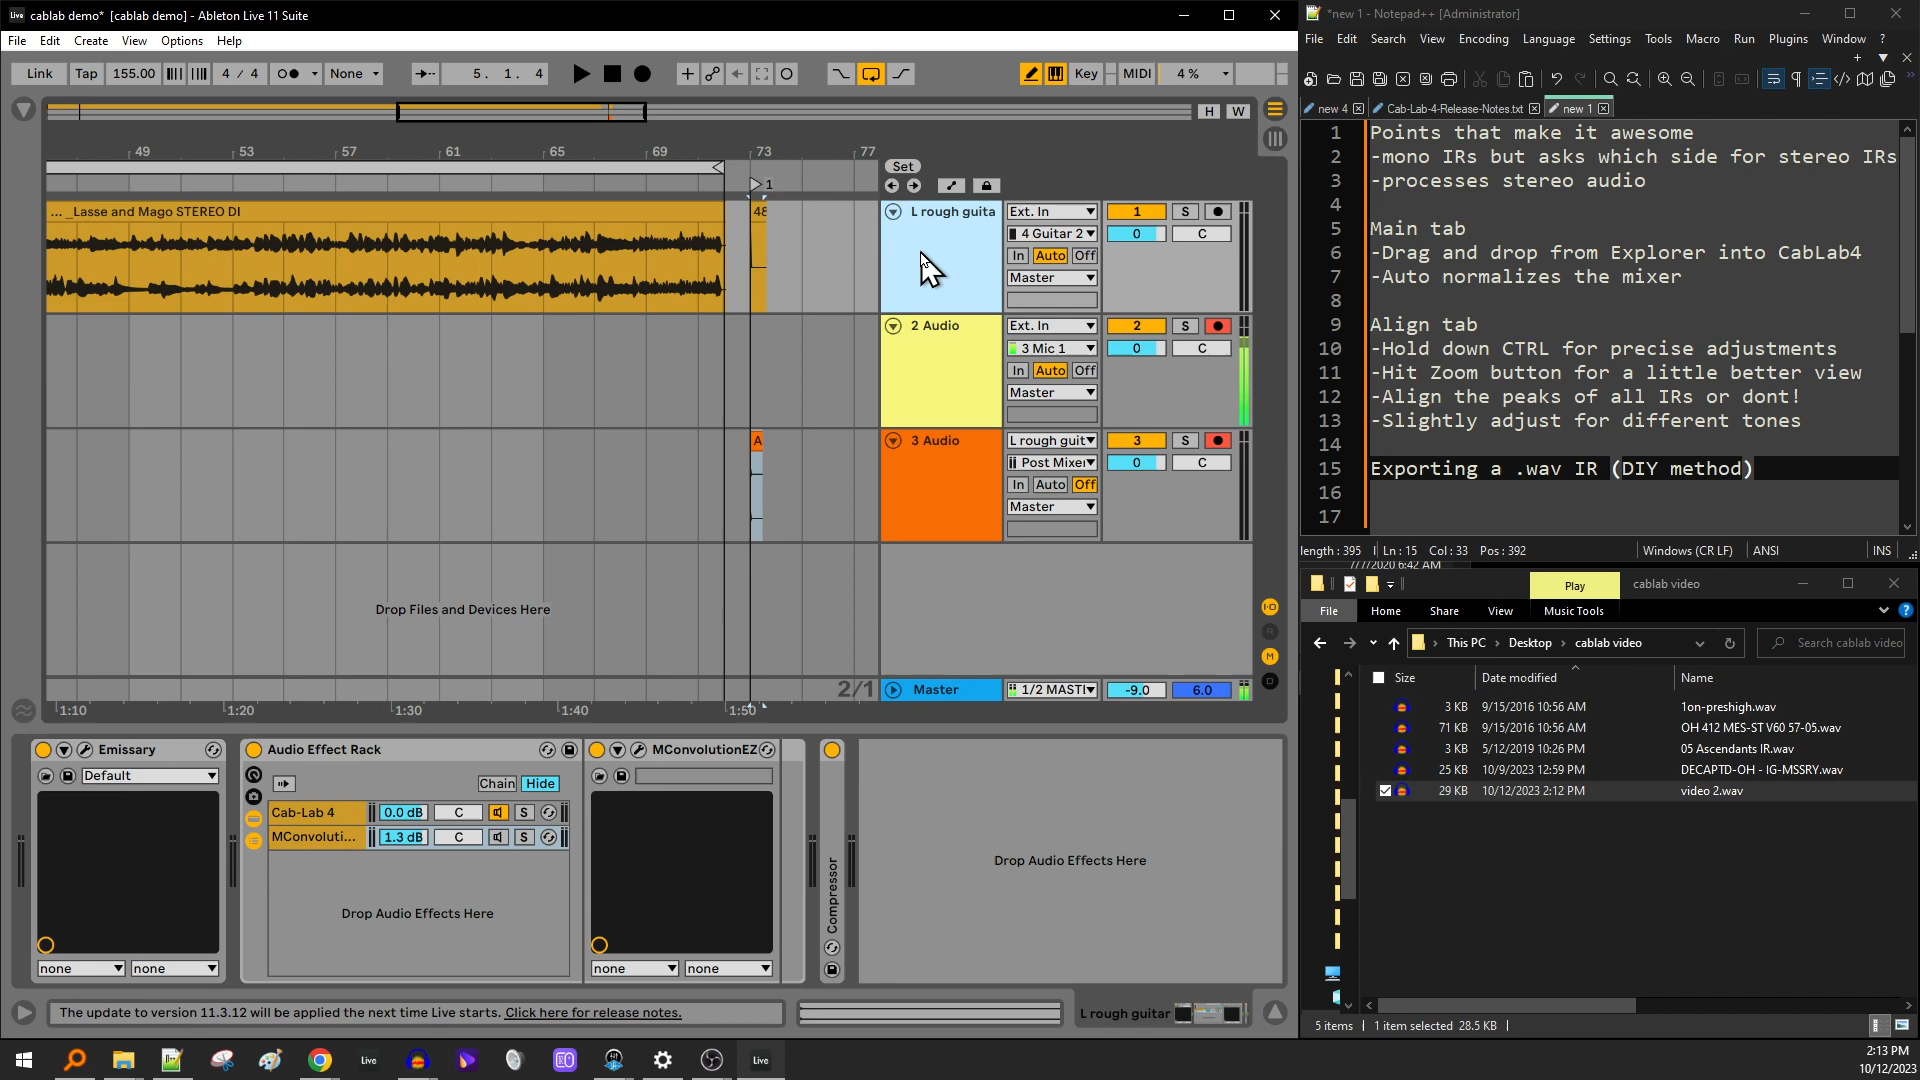 cablab demo* [cablab demo] - Ableton Live 11 Suite
File Edit Create View Options Help
Link Tap 155.00 4 / 4 None 5. 1. 4 Key MIDI 4 %
H W
49 53 57 61 65 69 73 77
Set
1
... _Lasse and Mago STEREO DI
48
L rough guita Ext. In 1 S
4 Guitar 2 0 C
In Auto Off
Master
2 Audio Ext. In 2 S
3 Mic 1 0 C
In Auto Off
Master
A
3 Audio L rough guit 3 S
Post Mixer 0 C
In Auto Off
Master
Drop Files and Devices Here
2/1 Master 1/2 MASTI -9.0 6.0
1:10 1:20 1:30 1:40 1:50
Emissary
Default
none none
Audio Effect Rack
Chain Hide
Cab-Lab 4 0.0 dB C S
MConvoluti... 1.3 dB C S
Drop Audio Effects Here
MConvolutionEZ
none none
Compressor
Drop Audio Effects Here
The update to version 11.3.12 will be applied the next time Live starts. Click here for release notes.
L rough guitar
*new 1 - Notepad++ [Administrator]
File Edit Search View Encoding Language Settings Tools Macro Run Plugins Window ?
new 4 Cab-Lab-4-Release-Notes.txt new 1
1 Points that make it awesome
2 -mono IRs but asks which side for stereo IRs
3 -processes stereo audio
4
5 Main tab
6 -Drag and drop from Explorer into CabLab4
7 -Auto normalizes the mixer
8
9 Align tab
10 -Hold down CTRL for precise adjustments
11 -Hit Zoom button for a little better view
12 -Align the peaks of all IRs or dont!
13 -Slightly adjust for different tones
14
15 Exporting a .wav IR (DIY method)
16
17
length : 395 l Ln : 15 Col : 33 Pos : 392 Windows (CR LF) ANSI INS
7/7/2020 6:42 AM
Play cablab video
File Home Share View Music Tools
This PC Desktop cablab video Search cablab video
Size Date modified Name
3 KB 9/15/2016 10:56 AM 1on-preshigh.wav
71 KB 9/15/2016 10:56 AM OH 412 MES-ST V60 57-05.wav
3 KB 5/12/2019 10:26 PM 05 Ascendants IR.wav
25 KB 10/9/2023 12:59 PM DECAPTD-OH - IG-MSSRY.wav
29 KB 10/12/2023 2:12 PM video 2.wav
5 items 1 item selected 28.5 KB
Live Live
2:13 PM
10/12/2023